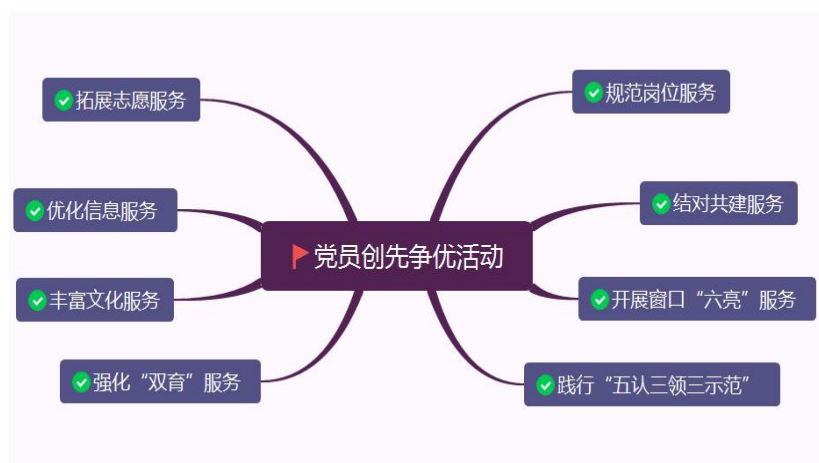 拓展志愿服务
规范岗位服务
优化信息服务
结对共建服务
党员创先争优活动
丰富文化服务
开展窗口“六亮”服务
强化“双育”服务
践行“五认三领三示范”